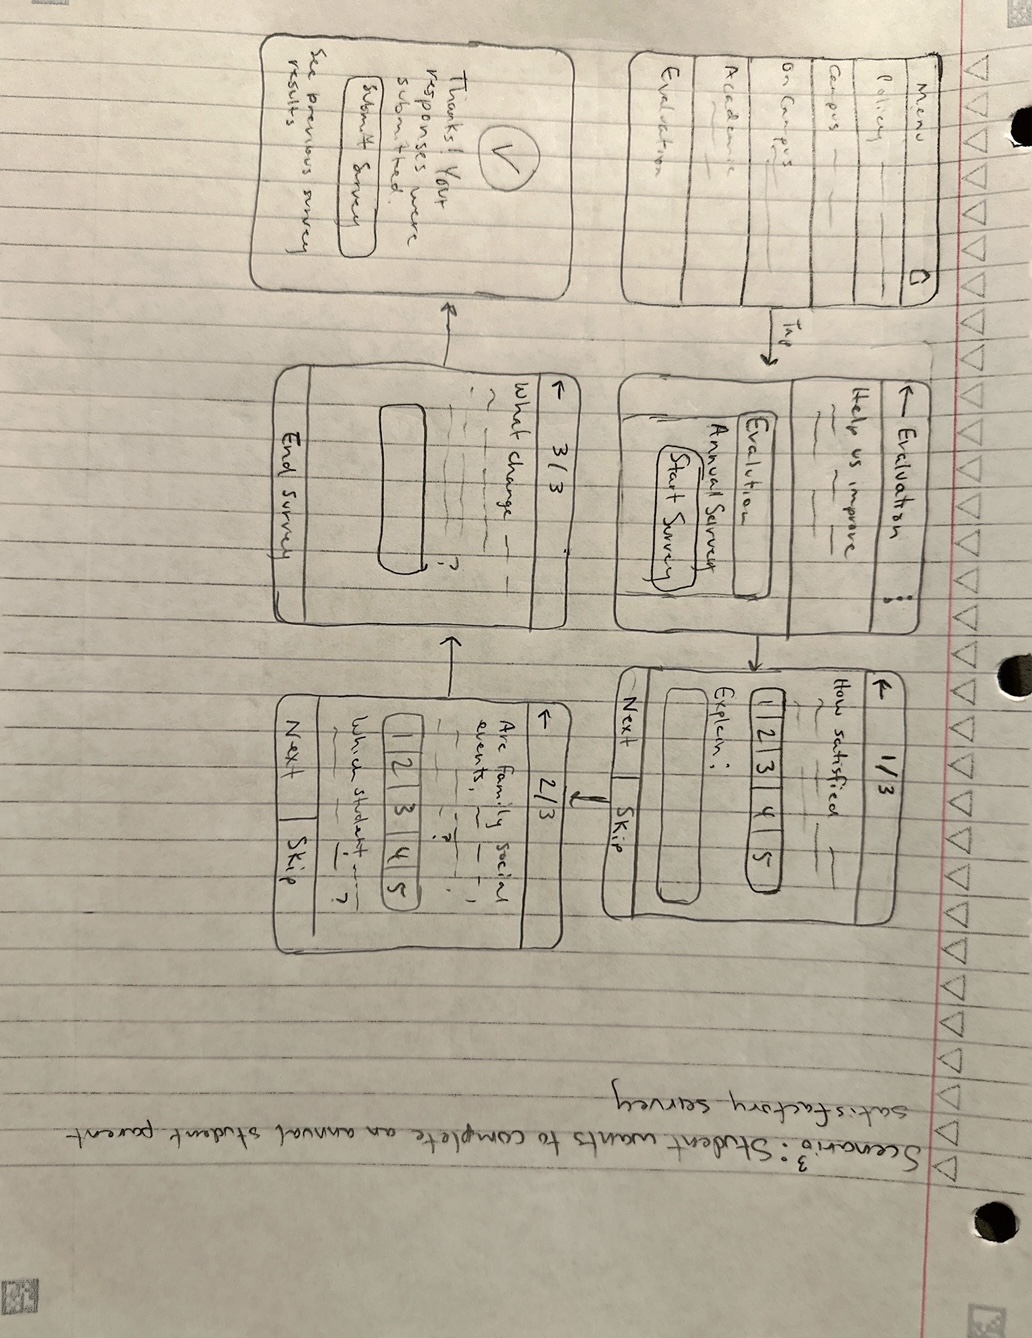 Scenario 3: Student wants to complete an annual student parent
satisfactory survey
Menu
Policy
Campus
On Campus
Academic
Evaluation
Tap
← Evaluation
Help us improve
Evalution
Annual Survey
Start Survey
← 1/3
How satisfied
1 2 3 4 5
Explain:
Next Skip
← 2/3
Are family social
events,
?
1 2 3 4 5
Which student
?
Next Skip
← 3/3
What change
?
End survey
Thanks! Your
responses were
submitted.
Submit Survey
See previous survey
results